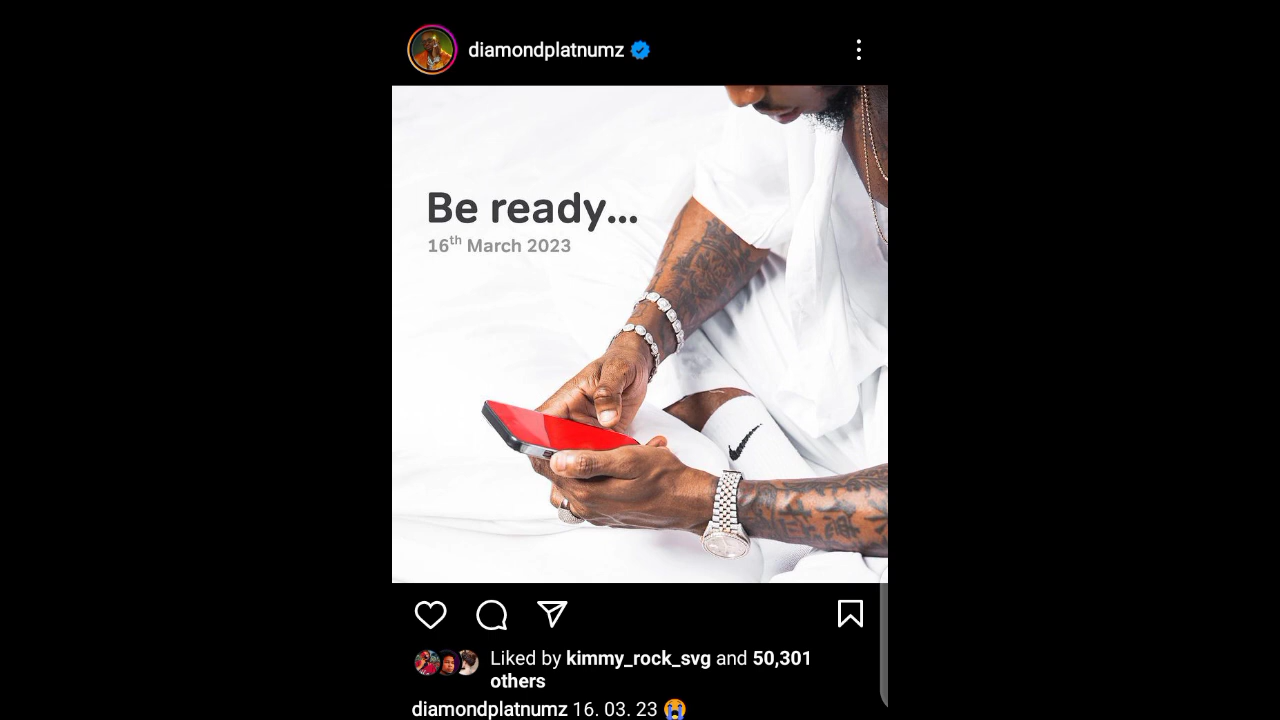 diamondplatnumz
Be ready...
16th March 2023
Liked by kimmy_rock_svg and 50,301
others
diamondplatnumz 16. 03. 23 😭